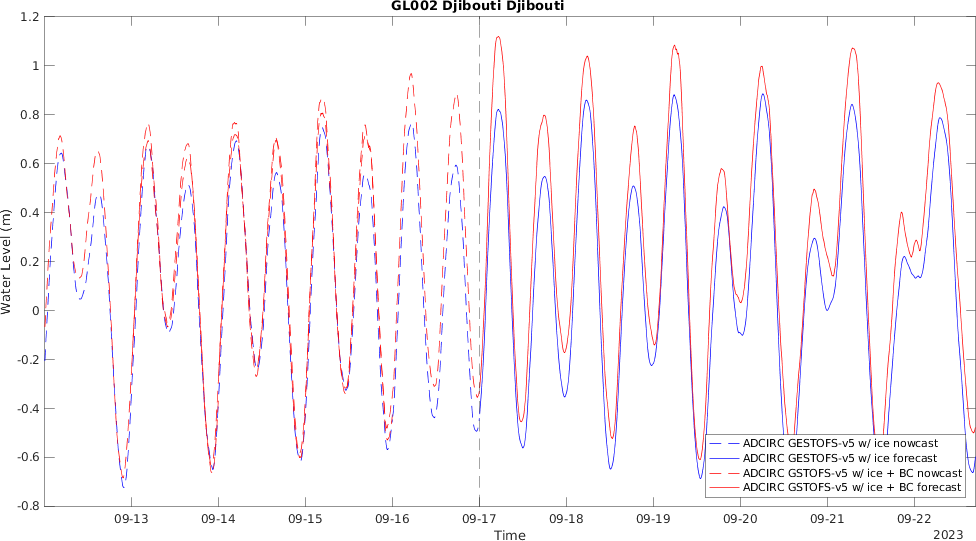 GL002 Djibouti Djibouti
1.2
1
0.8
0.6
0.4
0.2
0
-0.2
-0.4
-0.6
-0.8
Water Level (m)
ADCIRC GESTOFS-v5 w/ ice nowcast
ADCIRC GESTOFS-v5 w/ ice forecast
ADCIRC GSTOFS-v5 w/ ice + BC nowcast
ADCIRC GSTOFS-v5 w/ ice + BC forecast
09-13 09-14 09-15 09-16 09-17 09-18 09-19 09-20 09-21 09-22
Time
2023